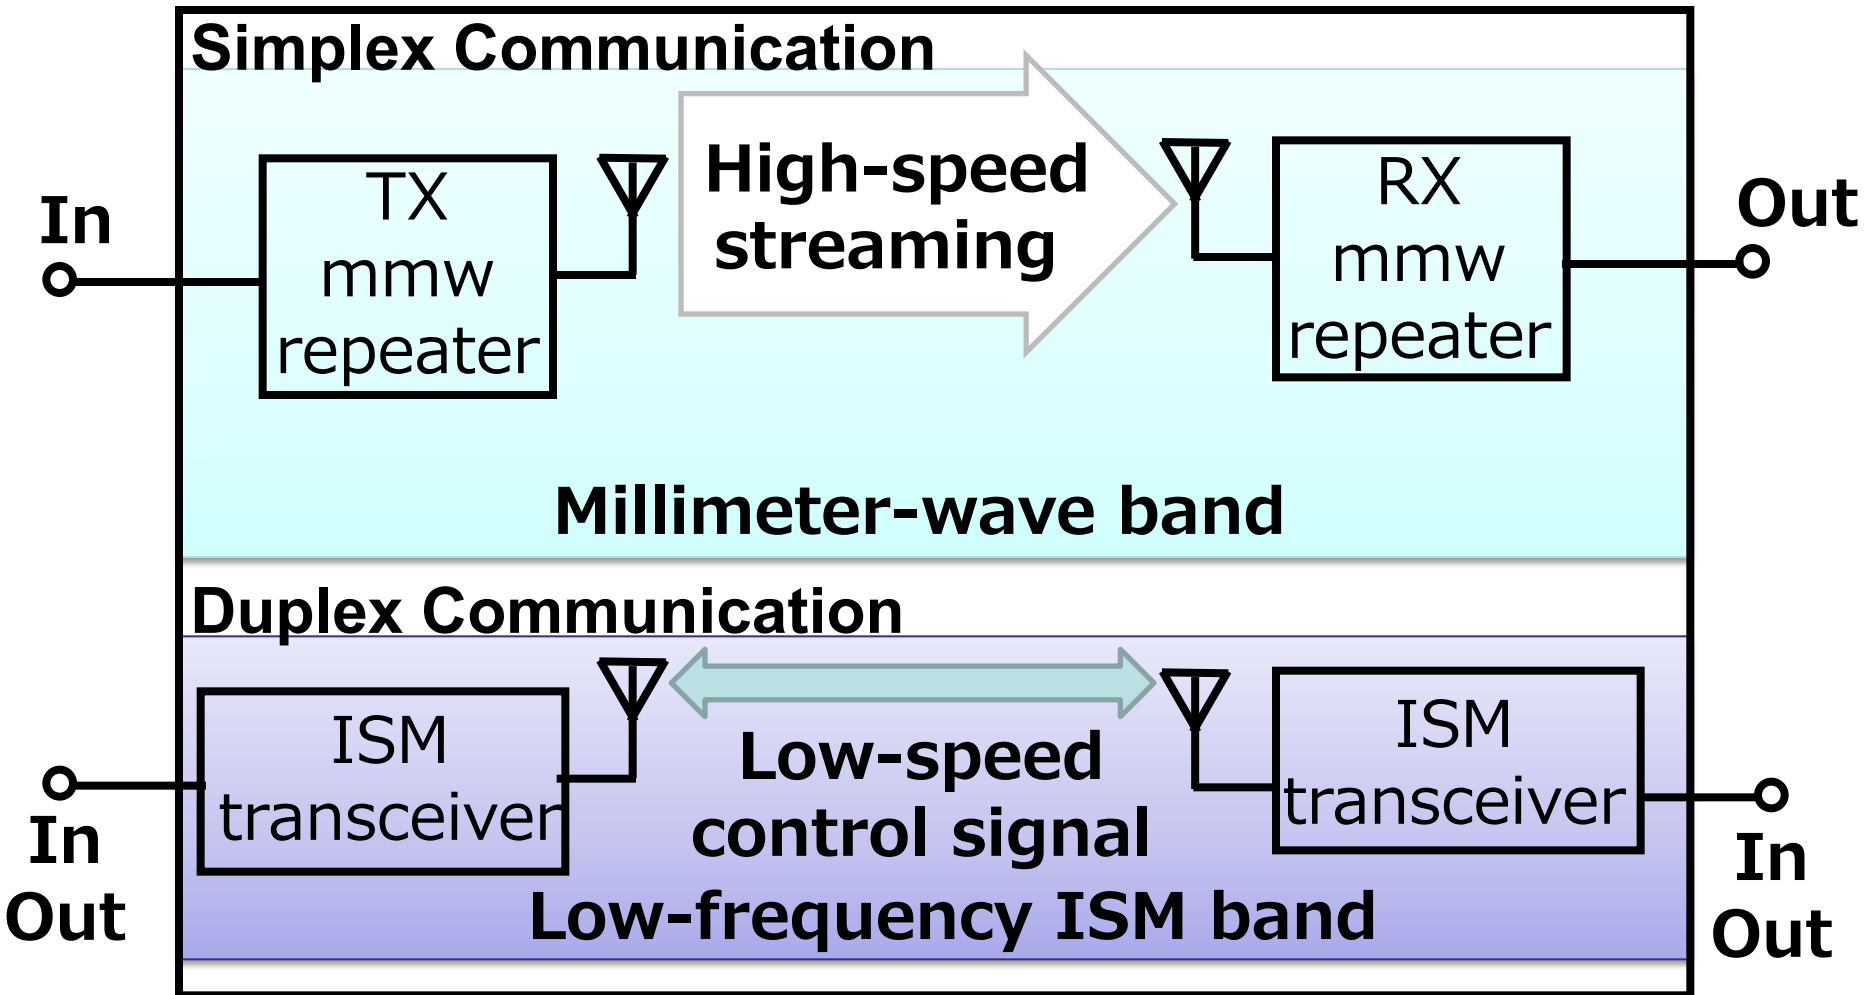 Simplex Communication
In
TX
mmw
repeater
High-speed
streaming
RX
mmw
repeater
Out
Millimeter-wave band
Duplex Communication
ISM
transceiver
In
Out
Low-speed
control signal
ISM
transceiver
In
Out
Low-frequency ISM band